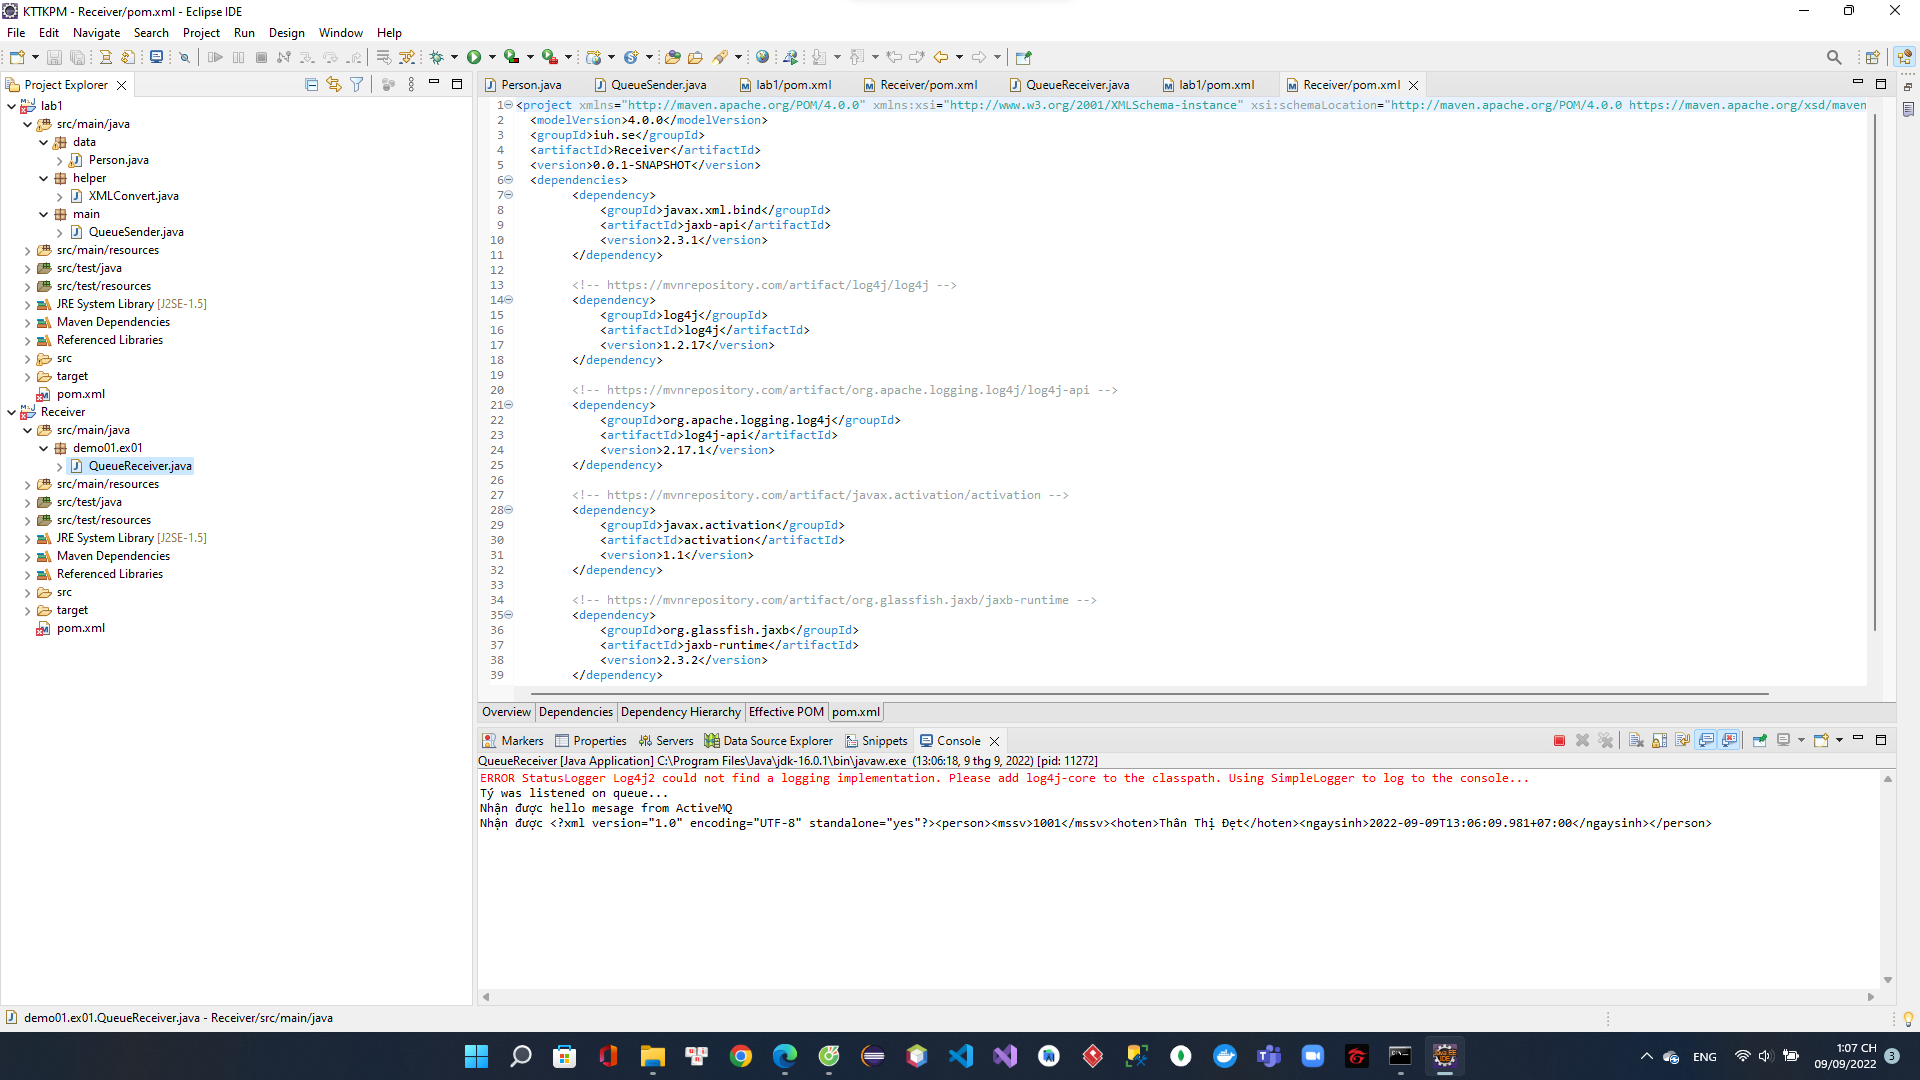 KTTKPM - Receiver/pom.xml - Eclipse IDE
File Edit Navigate Search Project Run Design Window Help
Project Explorer
lab1
src/main/java
data
Person.java
helper
XMLConvert.java
main
QueueSender.java
src/main/resources
src/test/java
src/test/resources
JRE System Library [J2SE-1.5]
Maven Dependencies
Referenced Libraries
src
target
pom.xml
Receiver
src/main/java
demo01.ex01
QueueReceiver.java
src/main/resources
src/test/java
src/test/resources
JRE System Library [J2SE-1.5]
Maven Dependencies
Referenced Libraries
src
target
pom.xml
Person.java QueueSender.java lab1/pom.xml Receiver/pom.xml QueueReceiver.java lab1/pom.xml Receiver/pom.xml
1 <project xmlns="http://maven.apache.org/POM/4.0.0" xmlns:xsi="http://www.w3.org/2001/XMLSchema-instance" xsi:schemaLocation="http://maven.apache.org/POM/4.0.0 https://maven.apache.org/xsd/maven
2 <modelVersion>4.0.0</modelVersion>
3 <groupId>iuh.se</groupId>
4 <artifactId>Receiver</artifactId>
5 <version>0.0.1-SNAPSHOT</version>
6 <dependencies>
7 <dependency>
8 <groupId>javax.xml.bind</groupId>
9 <artifactId>jaxb-api</artifactId>
10 <version>2.3.1</version>
11 </dependency>
12
13 <!-- https://mvnrepository.com/artifact/log4j/log4j -->
14 <dependency>
15 <groupId>log4j</groupId>
16 <artifactId>log4j</artifactId>
17 <version>1.2.17</version>
18 </dependency>
19
20 <!-- https://mvnrepository.com/artifact/org.apache.logging.log4j/log4j-api -->
21 <dependency>
22 <groupId>org.apache.logging.log4j</groupId>
23 <artifactId>log4j-api</artifactId>
24 <version>2.17.1</version>
25 </dependency>
26
27 <!-- https://mvnrepository.com/artifact/javax.activation/activation -->
28 <dependency>
29 <groupId>javax.activation</groupId>
30 <artifactId>activation</artifactId>
31 <version>1.1</version>
32 </dependency>
33
34 <!-- https://mvnrepository.com/artifact/org.glassfish.jaxb/jaxb-runtime -->
35 <dependency>
36 <groupId>org.glassfish.jaxb</groupId>
37 <artifactId>jaxb-runtime</artifactId>
38 <version>2.3.2</version>
39 </dependency>
Overview Dependencies Dependency Hierarchy Effective POM pom.xml
Markers Properties Servers Data Source Explorer Snippets Console
QueueReceiver [Java Application] C:\Program Files\Java\jdk-16.0.1\bin\javaw.exe (13:06:18, 9 thg 9, 2022) [pid: 11272]
ERROR StatusLogger Log4j2 could not find a logging implementation. Please add log4j-core to the classpath. Using SimpleLogger to log to the console...
Tý was listened on queue...
Nhận được hello mesage from ActiveMQ
Nhận được <?xml version="1.0" encoding="UTF-8" standalone="yes"?><person><mssv>1001</mssv><hoten>Thân Thị Đẹt</hoten><ngaysinh>2022-09-09T13:06:09.981+07:00</ngaysinh></person>
demo01.ex01.QueueReceiver.java - Receiver/src/main/java
ENG
1:07 CH
09/09/2022
3